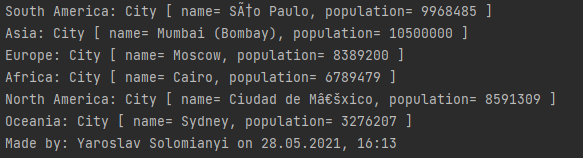 South America: City [ name= SÃ†o Paulo, population= 9968485 ]
Asia: City [ name= Mumbai (Bombay), population= 10500000 ]
Europe: City [ name= Moscow, population= 8389200 ]
Africa: City [ name= Cairo, population= 6789479 ]
North America: City [ name= Ciudad de Mâ€šxico, population= 8591309 ]
Oceania: City [ name= Sydney, population= 3276207 ]
Made by: Yaroslav Solomianyi on 28.05.2021, 16:13